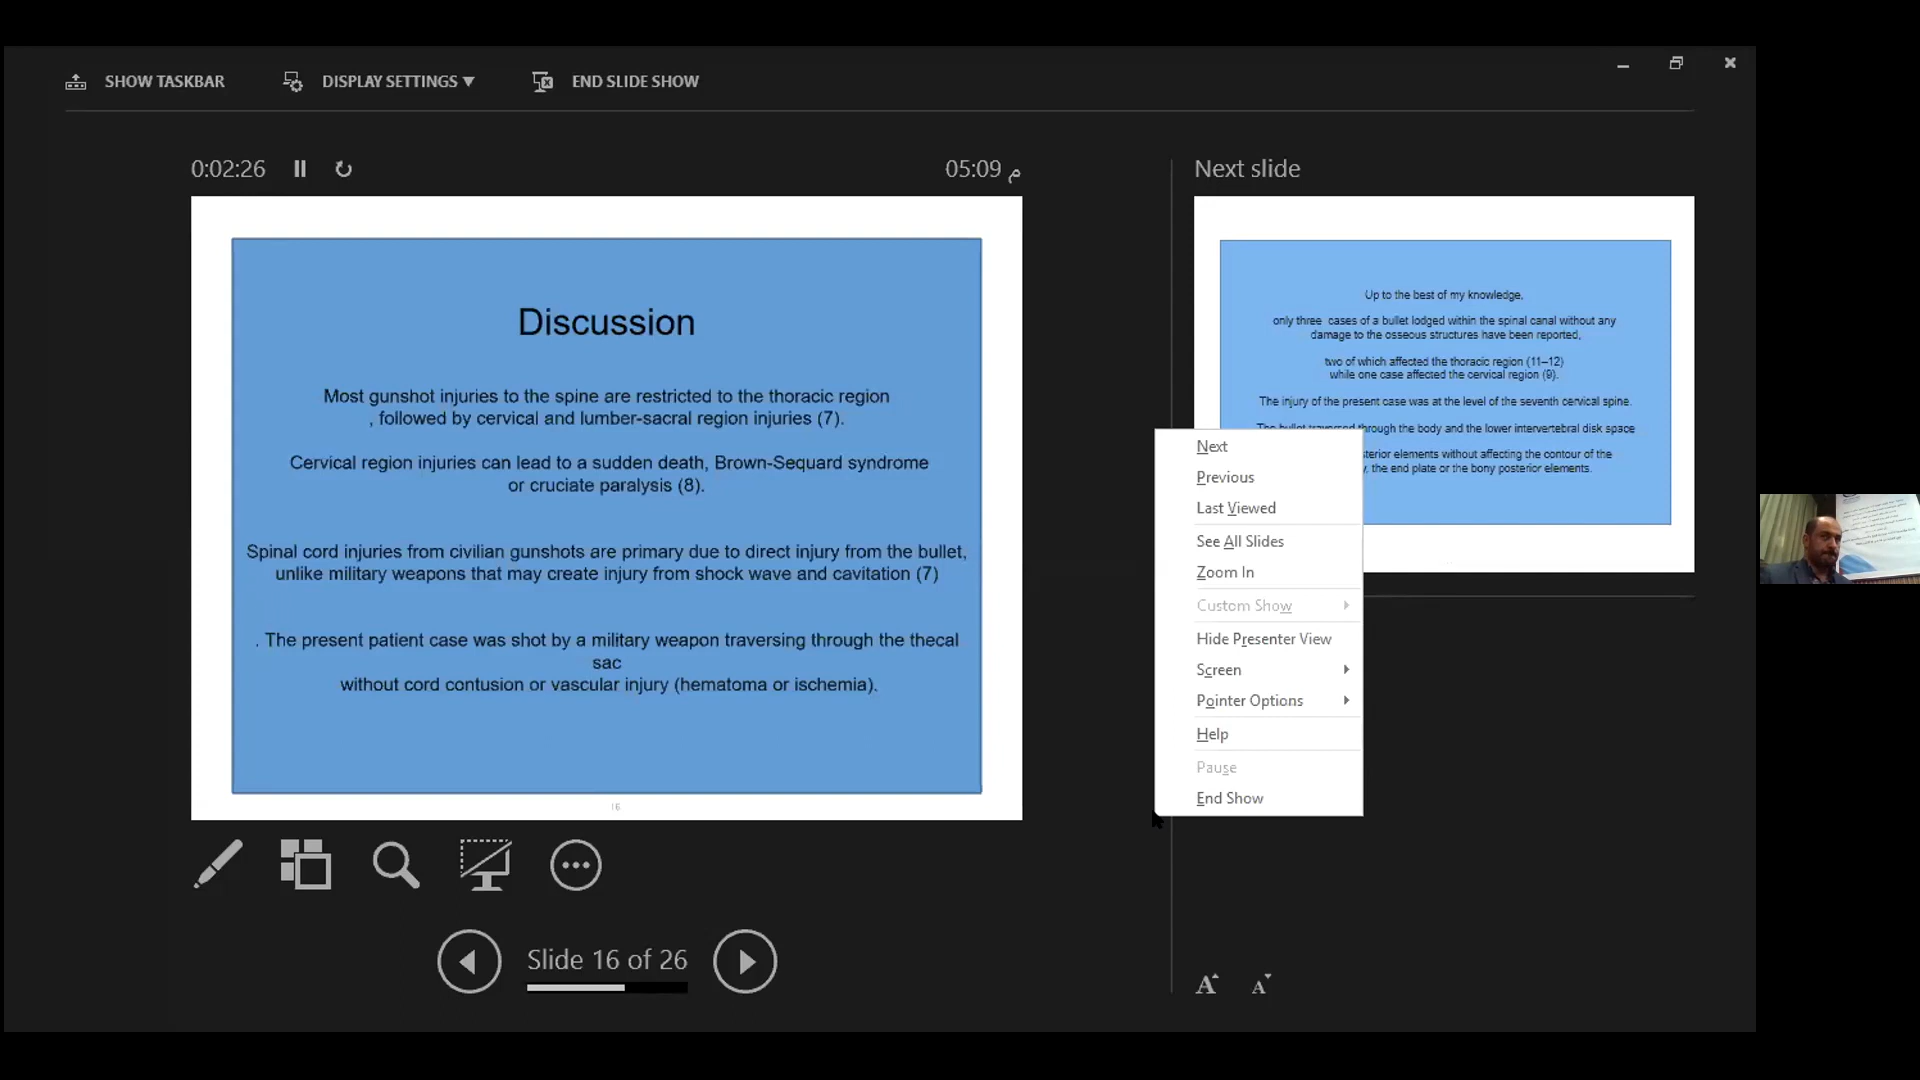 SHOW TASKBAR
DISPLAY SETTINGS ▼
END SLIDE SHOW
0:02:26
05:09 م
Discussion
Most gunshot injuries to the spine are restricted to the thoracic region
, followed by cervical and lumber-sacral region injuries (7).
Cervical region injuries can lead to a sudden death, Brown-Sequard syndrome
or cruciate paralysis (8).
Spinal cord injuries from civilian gunshots are primary due to direct injury from the bullet,
unlike military weapons that may create injury from shock wave and cavitation (7)
. The present patient case was shot by a military weapon traversing through the thecal
sac
without cord contusion or vascular injury (hematoma or ischemia).
16
Slide 16 of 26
Next slide
Up to the best of my knowledge,
only three cases of a bullet lodged within the spinal canal without any
damage to the osseous structures have been reported,
two of which affected the thoracic region (11–12)
while one case affected the cervical region (9).
The injury of the present case was at the level of the seventh cervical spine.
The bullet traversed through the body and the lower intervertebral disk space
terior elements without affecting the contour of the
, the end plate or the bony posterior elements.
Next
Previous
Last Viewed
See All Slides
Zoom In
Custom Show
Hide Presenter View
Screen
Pointer Options
Help
Pause
End Show
A A